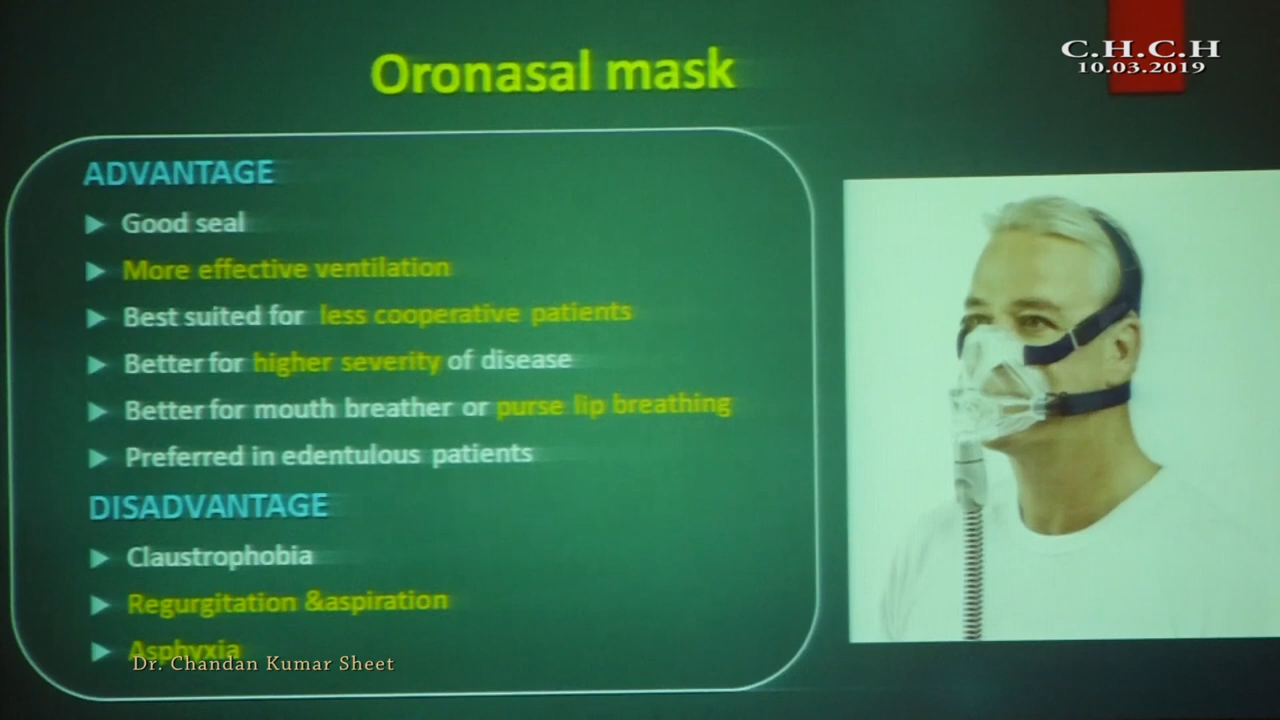 C.H.C.H
10.03.2019
Oronasal mask
ADVANTAGE
Good seal
More effective ventilation
Best suited for less cooperative patients
Better for higher severity of disease
Better for mouth breather or purse lip breathing
Preferred in edentulous patients
DISADVANTAGE
Claustrophobia
Regurgitation &aspiration
Asphyxia
Dr. Chandan Kumar Sheet